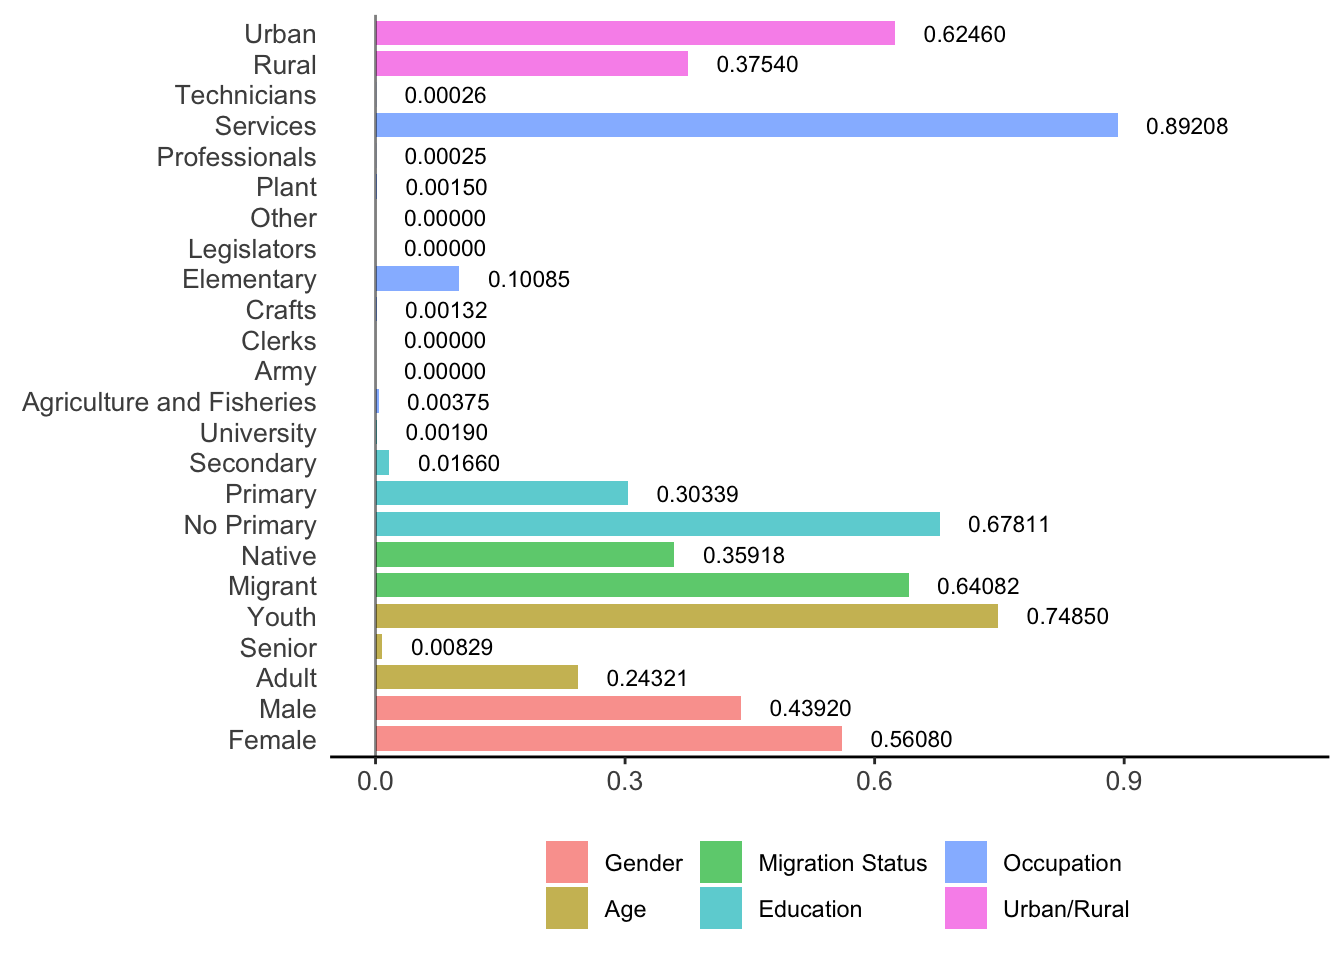 Urban 0.62460
Rural 0.37540
Technicians 0.00026
Services 0.89208
Professionals 0.00025
Plant 0.00150
Other 0.00000
Legislators 0.00000
Elementary 0.10085
Crafts 0.00132
Clerks 0.00000
Army 0.00000
Agriculture and Fisheries 0.00375
University 0.00190
Secondary 0.01660
Primary 0.30339
No Primary 0.67811
Native 0.35918
Migrant 0.64082
Youth 0.74850
Senior 0.00829
Adult 0.24321
Male 0.43920
Female 0.56080
0.0 0.3 0.6 0.9
Gender Migration Status Occupation
Age Education Urban/Rural